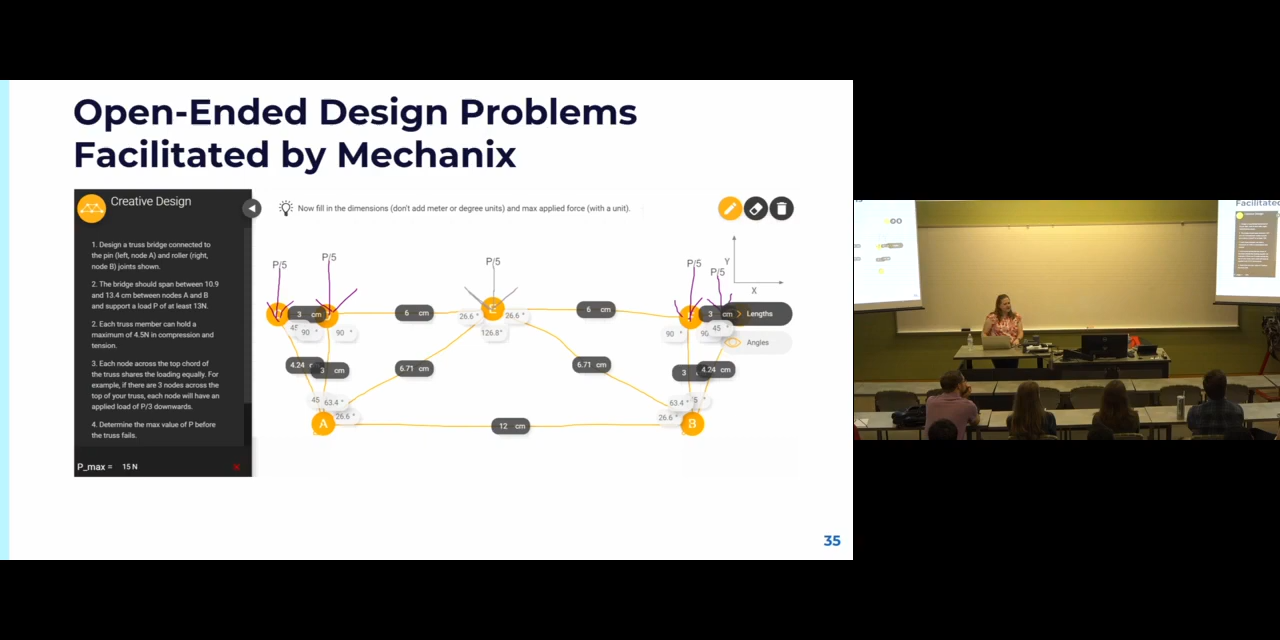 Open-Ended Design Problems
Facilitated by Mechanix
Creative Design
1. Design a truss bridge connected to
the pin (left, node A) and roller (right,
node B) joints shown.
2. The bridge should span between 10.9
and 13.4 cm between nodes A and B
and support a load P of at least 13N.
2. Each truss member can hold a
maximum of 4.5N in compression and
tension.
3. Each node across the top chord of
the truss shares the loading equally. For
example, if there are 3 nodes across the
top of your truss, each node will have an
applied load of P/3 downwards.
4. Determine the max value of P before
the truss fails.
P_max = 15 N
Now fill in the dimensions (don't add meter or degree units) and max applied force (with a unit).
Y
X
P/5
P/5
P/5
P/5
P/5
3 cm
6 cm
E
6 cm
3 cm
Lengths
45
90 °
90 °
26.6 °
26.6 °
126.8°
90 °
90
45 °
Angles
4.24
3 cm
6.71 cm
6.71 cm
3
4.24 cm
45
63.4 °
26.6 °
63.4 °
26.6 °
A
12 cm
B
35